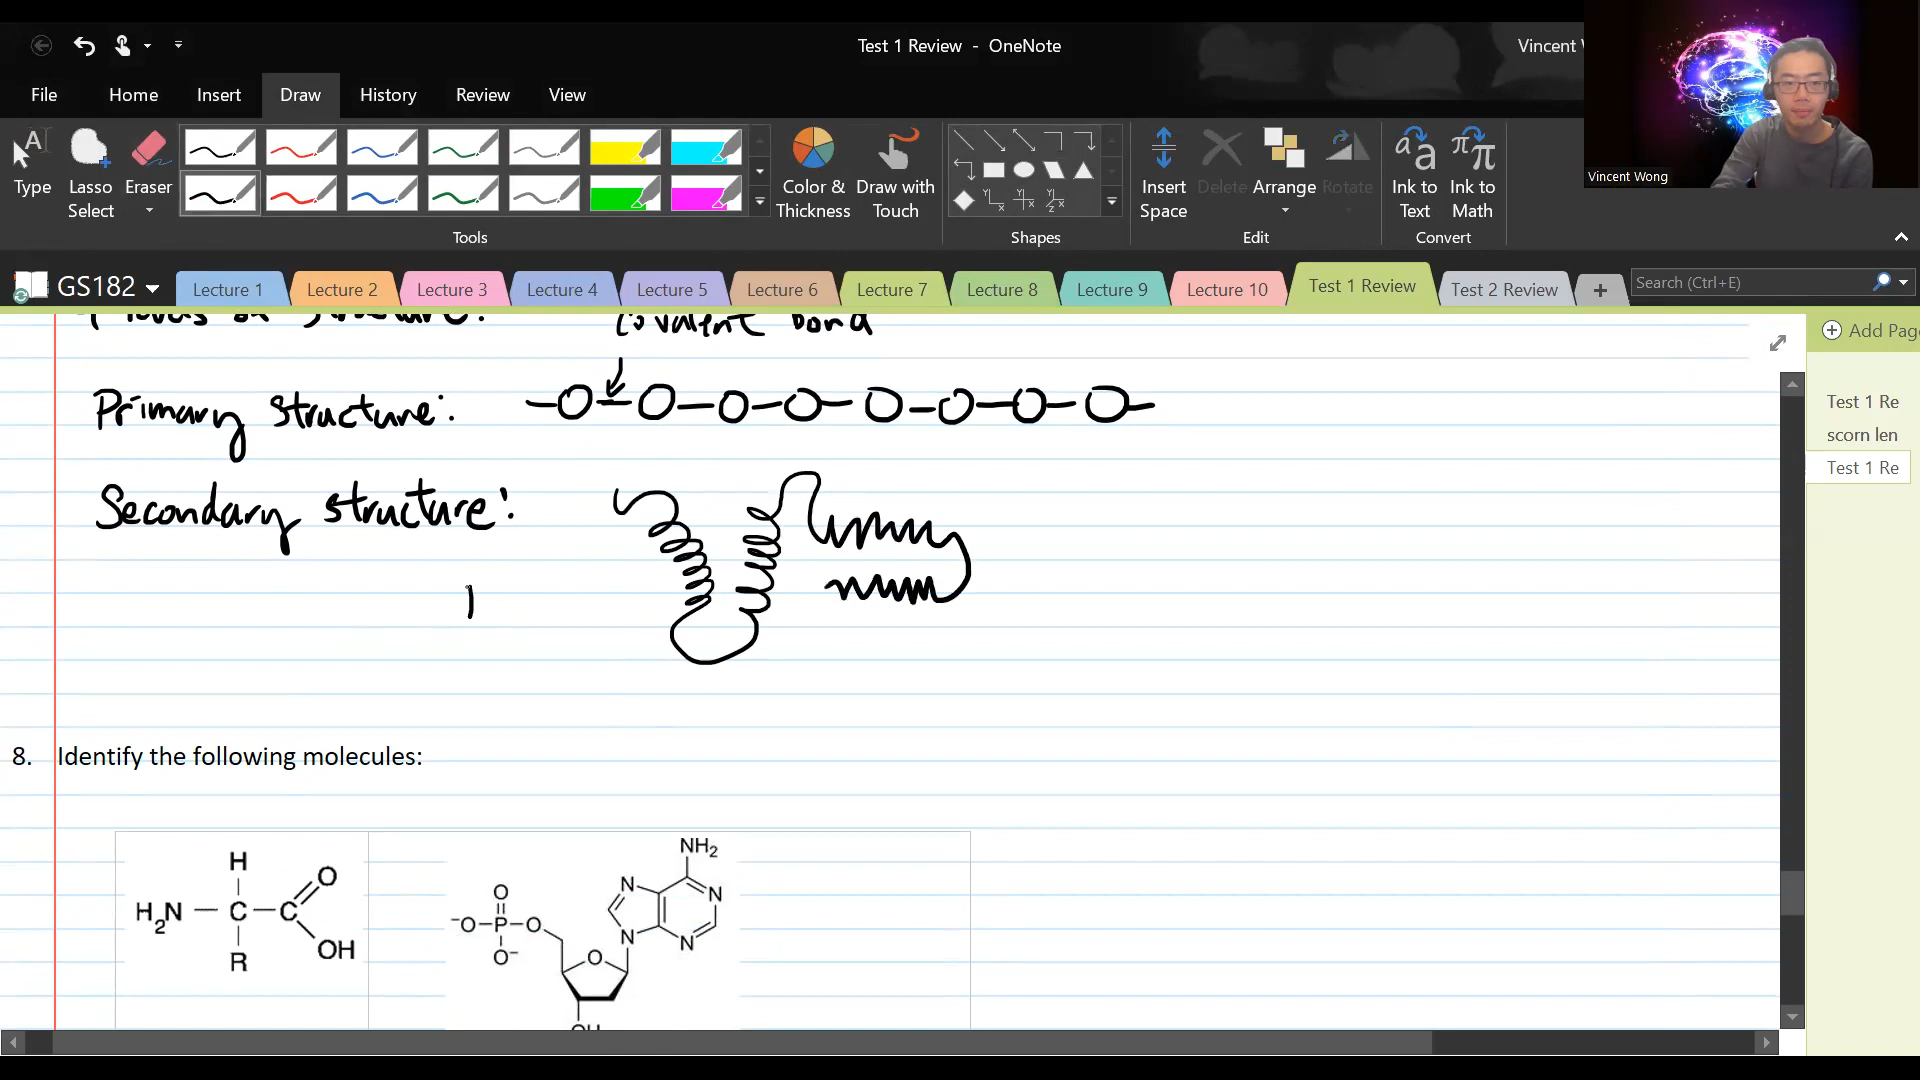 Test 1 Review - OneNote
Vincent W
File Home Insert Draw History Review View
Type
Lasso Select
Eraser
Color & Thickness
Draw with Touch
Insert Space
Delete
Arrange
Rotate
Ink to Text
Ink to Math
Tools
Shapes
Edit
Convert
Vincent Wong
GS182
Lecture 1 Lecture 2 Lecture 3 Lecture 4 Lecture 5 Lecture 6 Lecture 7 Lecture 8 Lecture 9 Lecture 10 Test 1 Review Test 2 Review
Search (Ctrl+E)
Add Pag
Test 1 Re
scorn len
Test 1 Re
structure:
covalent bond
Primary structure:
Secondary structure:
8. Identify the following molecules:
H
O
H2N C C
OH
R
NH2
N N
O
-O P O
N N
O-
O
OH